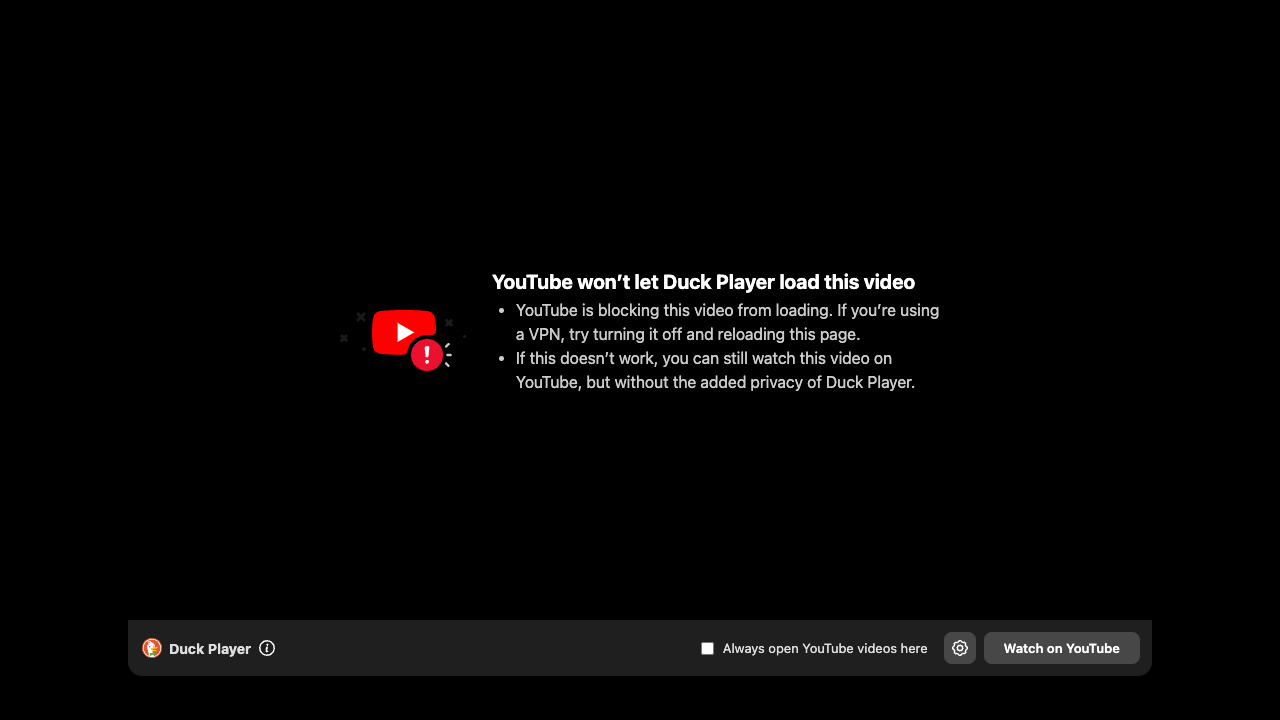 YouTube won’t let Duck Player load this video
• YouTube is blocking this video from loading. If you’re using
a VPN, try turning it off and reloading this page.
• If this doesn’t work, you can still watch this video on
YouTube, but without the added privacy of Duck Player.
Duck Player
Always open YouTube videos here
Watch on YouTube